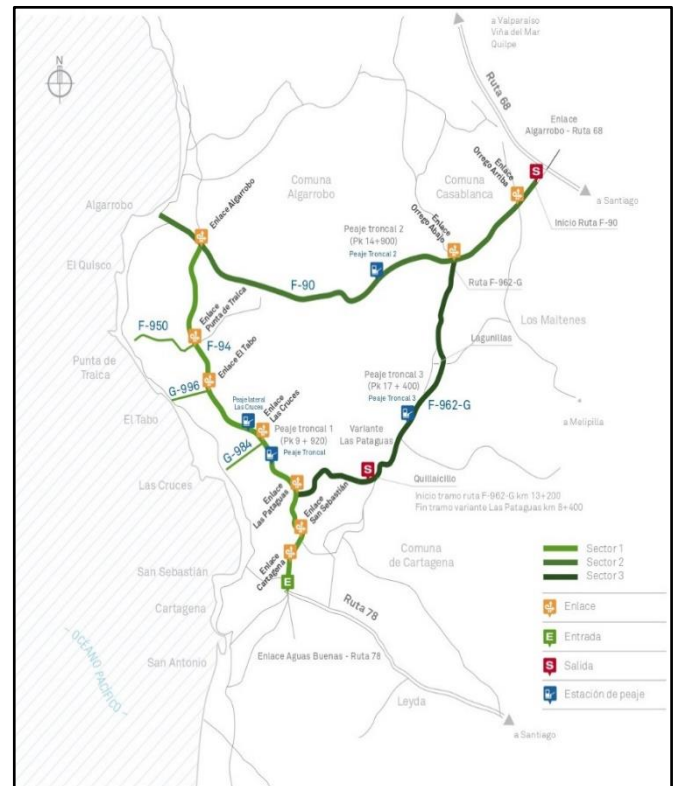 a Valparaíso
Viña del Mar
Quilpe
N
Ruta 68
Enlace
Algarrobo - Ruta 68
Enlace
Orrego Arriba
S
a Santiago
Comuna
Algarrobo
Comuna
Casablanca
Inicio Ruta F-90
Algarrobo
Enlace Algarrobo
Enlace
Orrego Abajo
Peaje troncal 2
(Pk 14+900)
Peaje Troncal 2
El Quisco
F-90
Ruta F-962-G
Enlace
Punta de Tralca
F-950
F-94
Los Maitenes
Lagunillas
Punta de
Tralca
Enlace El Tabo
G-996
Peaje troncal 3
(Pk 17 + 400)
Peaje Troncal 3
F-962-G
El Tabo
Peaje lateral
Las Cruces
Enlace
Las Cruces
a Melipilla
Peaje troncal 1
(Pk 9 + 920)
Peaje Troncal
Variante
Las Pataguas
G-984
S
Quillaicillo
Las Cruces
Enlace
Las Pataguas
Enlace
San Sebastián
Inicio tramo ruta F-962-G km 13+200
Fin tramo variante Las Pataguas km 8+400
Enlace
Cartagena
Comuna
de Cartagena
Sector 1
Sector 2
Sector 3
San Sebastián
E
Cartagena
Ruta 78
Enlace
E Entrada
San Antonio
Enlace Aguas Buenas - Ruta 78
S Salida
- OCÉANO PACÍFICO -
Leyda
Estación de peaje
a Santiago